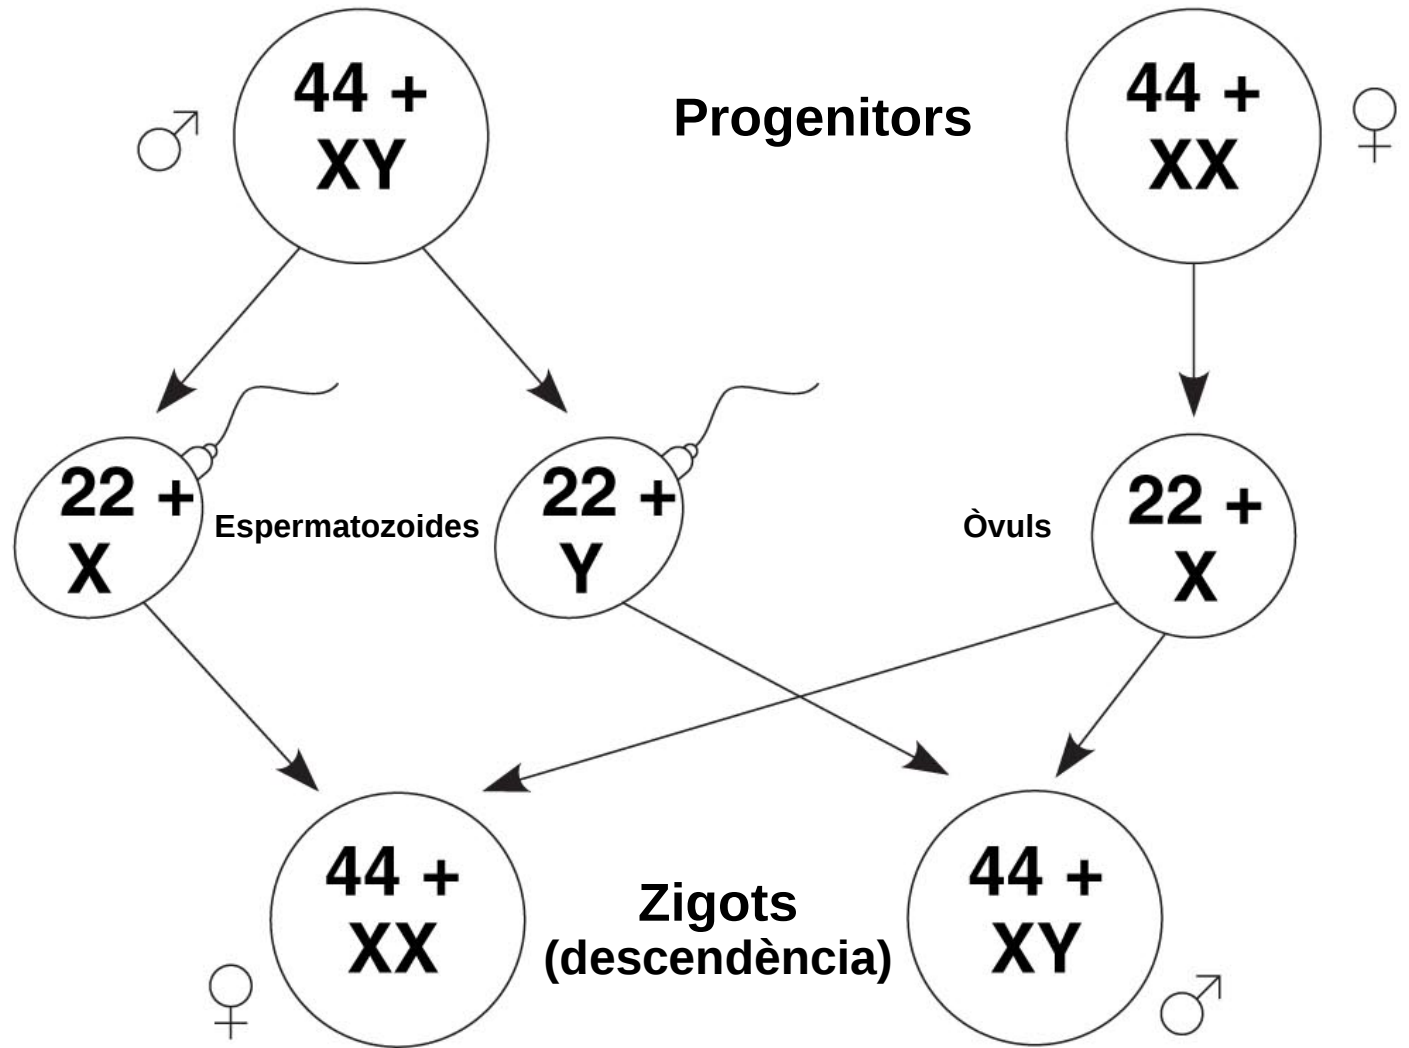 44 +
XY
Progenitors
44 +
XX
22 +
X
Espermatozoides
22 +
Y
Òvuls
22 +
X
44 +
XX
Zigots
(descendència)
44 +
XY